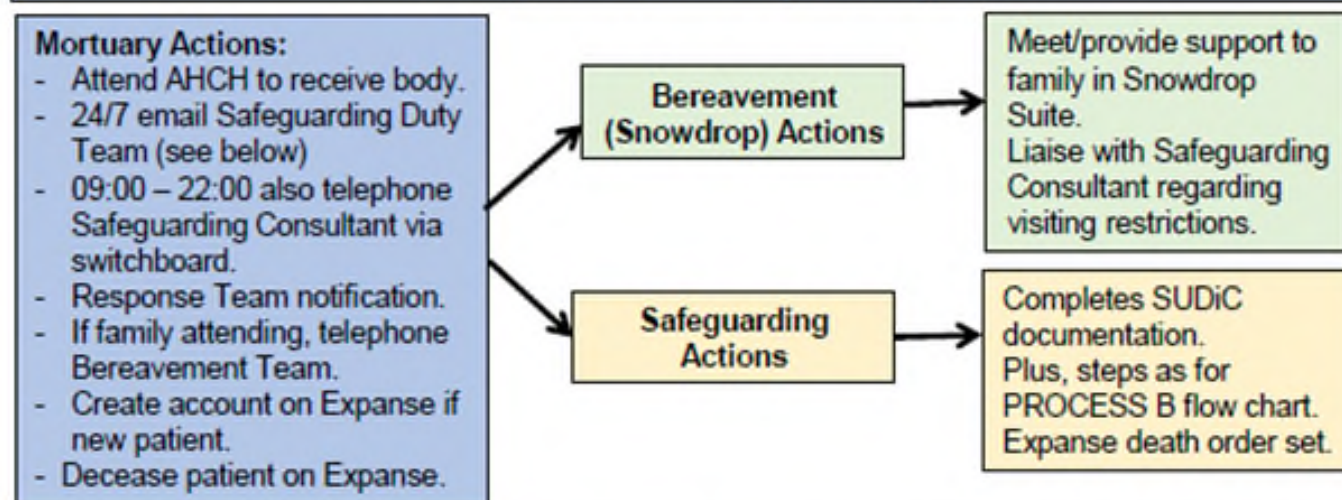 Mortuary Actions:
- Attend AHCH to receive body.
- 24/7 email Safeguarding Duty
Team (see below)
- 09:00 – 22:00 also telephone
Safeguarding Consultant via
switchboard.
- Response Team notification.
- If family attending, telephone
Bereavement Team.
- Create account on Expanse if
new patient.
- Decease patient on Expanse.
Bereavement
(Snowdrop) Actions
Meet/provide support to
family in Snowdrop
Suite.
Liaise with Safeguarding
Consultant regarding
visiting restrictions.
Safeguarding
Actions
Completes SUDiC
documentation.
Plus, steps as for
PROCESS B flow chart.
Expanse death order set.